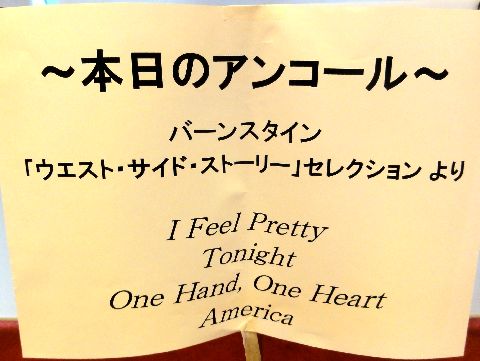 ～本日のアンコール～
バーンスタイン
「ウエスト・サイド・ストーリー」セレクション より
I Feel Pretty
Tonight
One Hand, One Heart
America